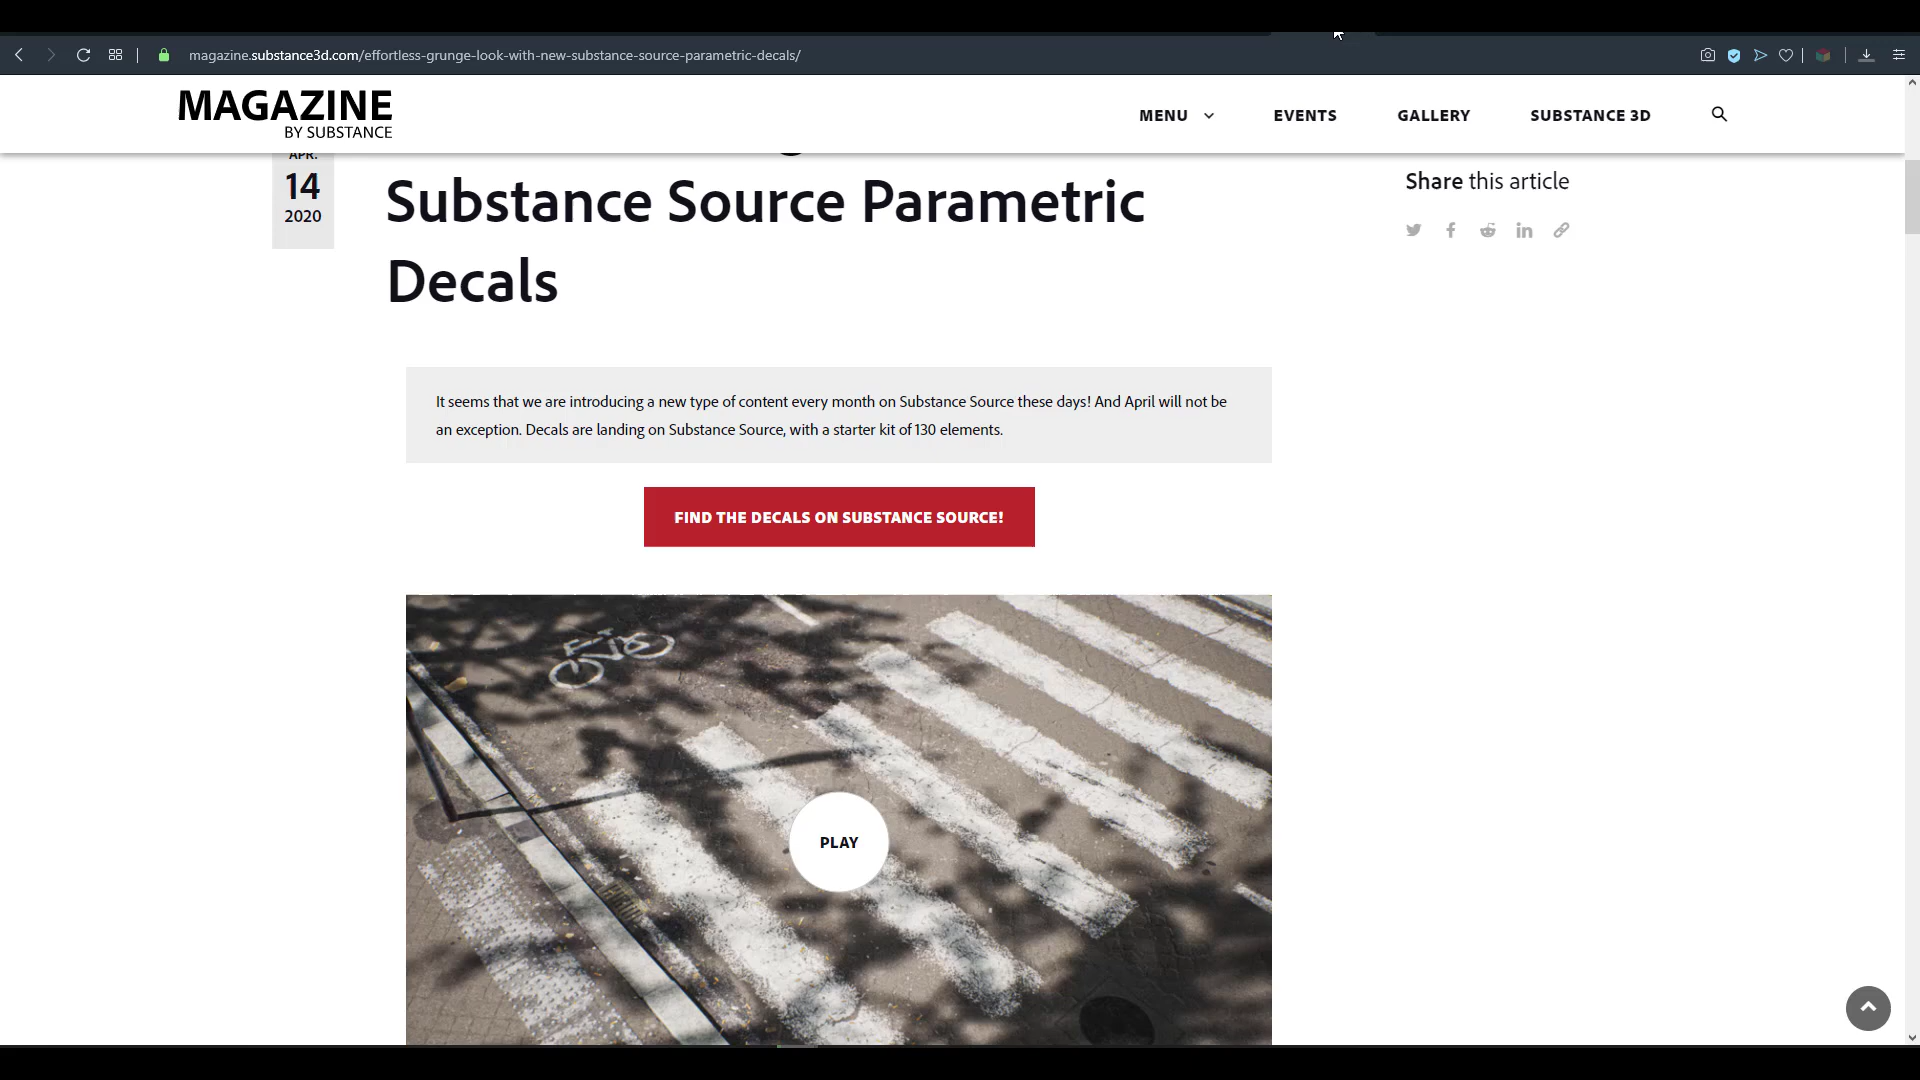 magazine.substance3d.com/effortless-grunge-look-with-new-substance-source-parametric-decals/
MAGAZINE
BY SUBSTANCE
MENU
EVENTS
GALLERY
SUBSTANCE 3D
APR.
14
2020
Substance Source Parametric
Decals
Share this article
It seems that we are introducing a new type of content every month on Substance Source these days! And April will not be
an exception. Decals are landing on Substance Source, with a starter kit of 130 elements.
FIND THE DECALS ON SUBSTANCE SOURCE!
PLAY